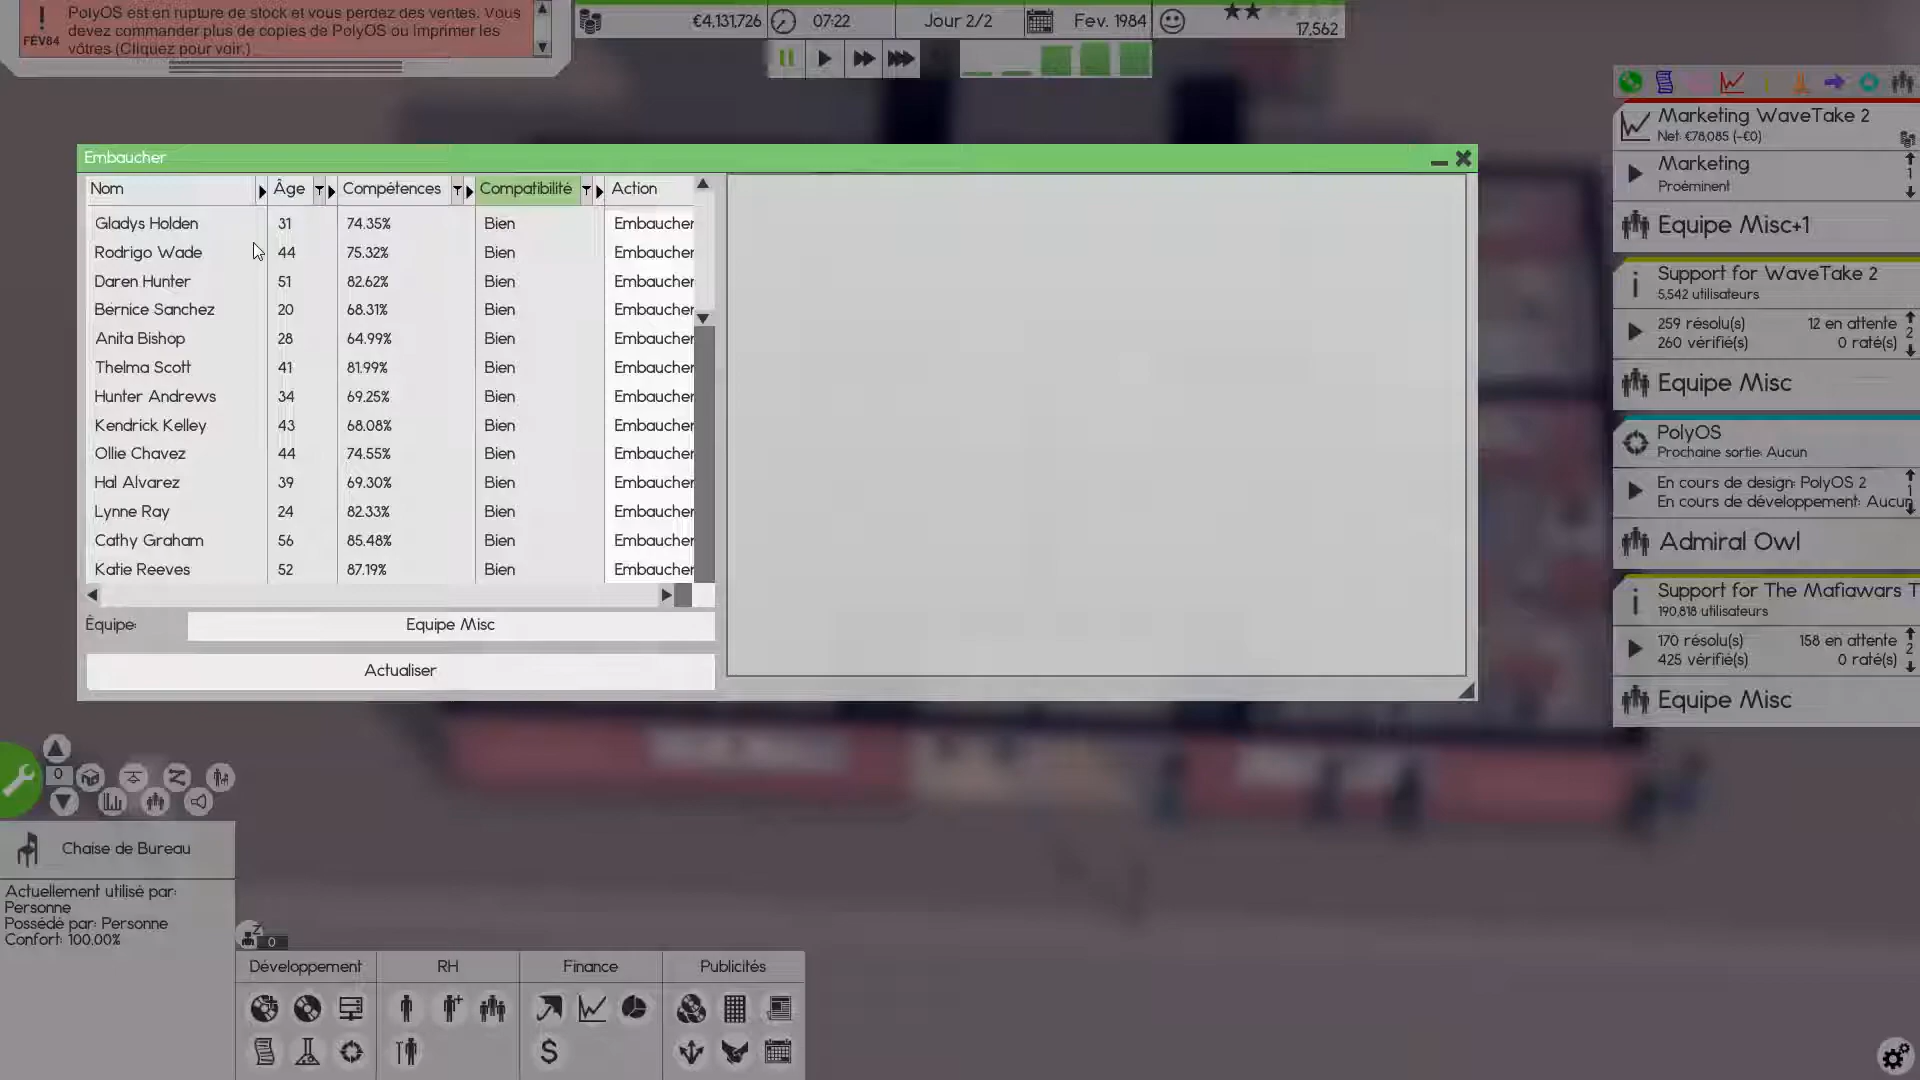 PolyOS est en rupture de stock et vous perdez des ventes. Vous
devez commander plus de copies de PolyOS ou Imprimer les
vôtres (Cliquez pour voir.)
FÉV84
€4,131,726
07:22
Jour 2/2
Fev. 1984
17,562
Embaucher
Nom Âge Compétences Compatibilité Action
Gladys Holden 31 74.35% Bien Embaucher
Rodrigo Wade 44 75.32% Bien Embaucher
Daren Hunter 51 82.62% Bien Embaucher
Bernice Sanchez 20 68.31% Bien Embaucher
Anita Bishop 28 64.99% Bien Embaucher
Thelma Scott 41 81.99% Bien Embaucher
Hunter Andrews 34 69.25% Bien Embaucher
Kendrick Kelley 43 68.08% Bien Embaucher
Ollie Chavez 44 74.55% Bien Embaucher
Hal Alvarez 39 69.30% Bien Embaucher
Lynne Ray 24 82.33% Bien Embaucher
Cathy Graham 56 85.48% Bien Embaucher
Katie Reeves 52 87.19% Bien Embaucher
Équipe: Equipe Misc
Actualiser
Marketing WaveTake 2
Net: €78,085 (-€0)
Marketing
Proéminent
1
Equipe Misc+1
Support for WaveTake 2
5,542 utilisateurs
259 résolu(s) 12 en attente
260 vérifié(s) 0 raté(s)
2
Equipe Misc
PolyOS
Prochaine sortie: Aucun
En cours de design: PolyOS 2
En cours de développement: Aucun
1
Admiral Owl
Support for The Mafiawars T
190,818 utilisateurs
170 résolu(s) 158 en attente
425 vérifié(s) 0 raté(s)
2
Equipe Misc
0
Chaise de Bureau
Actuellement utilisé par:
Personne
Possédé par: Personne
Confort: 100.00%
0
Développement RH Finance Publicités